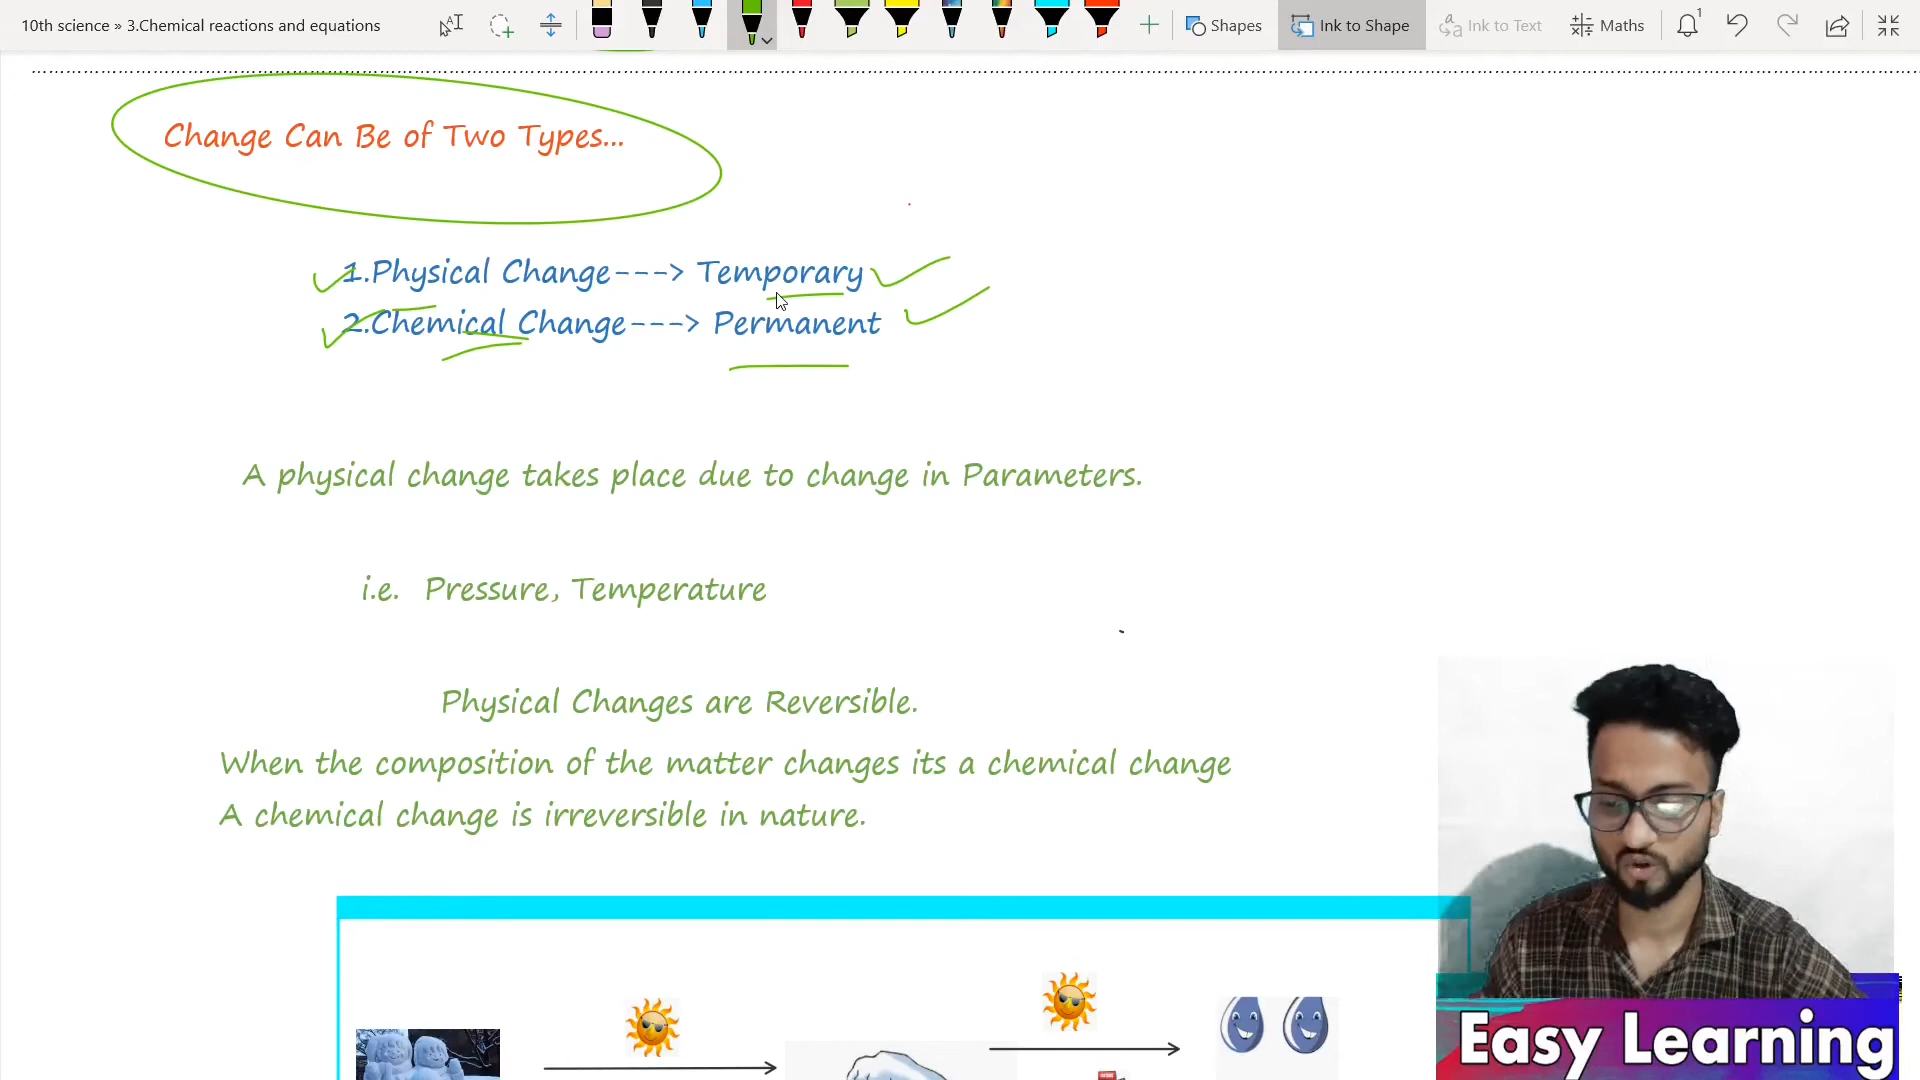 10th science » 3.Chemical reactions and equations
Shapes
Ink to Shape
Ink to Text
Maths
1
Change Can Be of Two Types...
1.Physical Change---> Temporary
2.Chemical Change---> Permanent
A physical change takes place due to change in Parameters.
i.e. Pressure, Temperature
Physical Changes are Reversible.
When the composition of the matter changes its a chemical change
A chemical change is irreversible in nature.
Easy Learning